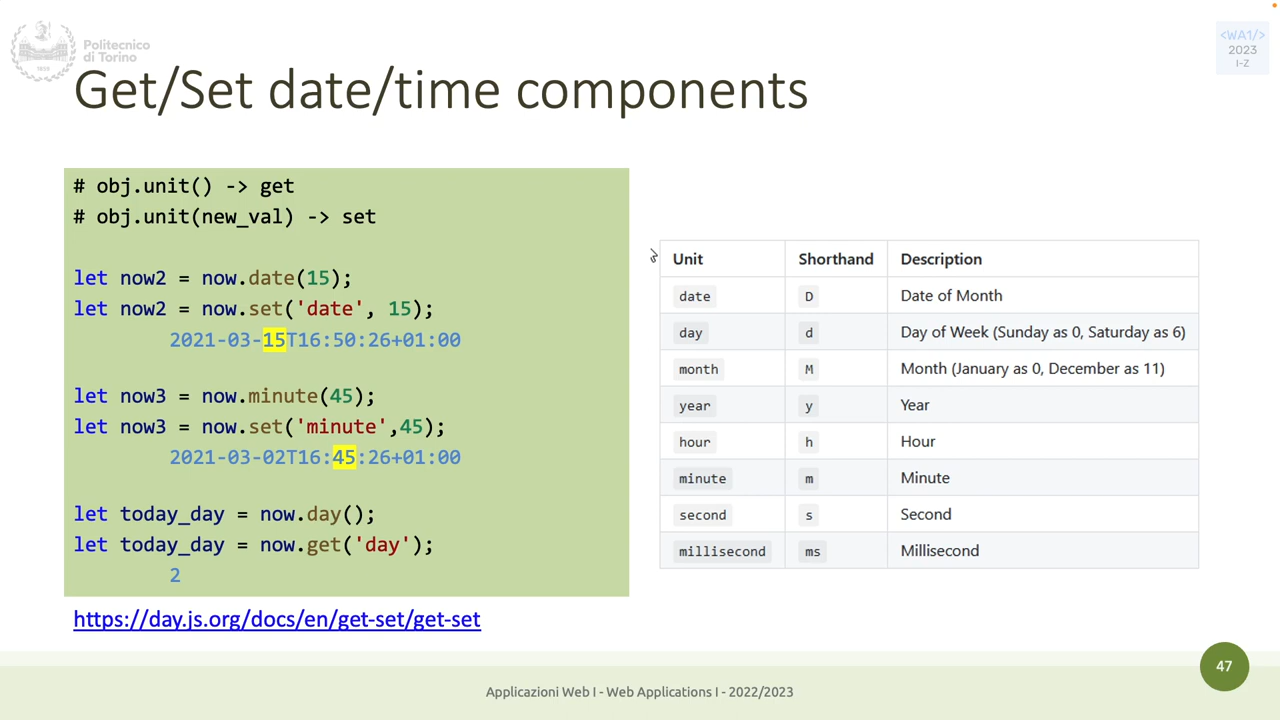 Politecnico
di Torino
<WA1/>
2023
I-Z
Get/Set date/time components
# obj.unit() -> get
# obj.unit(new_val) -> set
let now2 = now.date(15);
let now2 = now.set('date', 15);
2021-03-15T16:50:26+01:00
let now3 = now.minute(45);
let now3 = now.set('minute',45);
2021-03-02T16:45:26+01:00
let today_day = now.day();
let today_day = now.get('day');
2
https://day.js.org/docs/en/get-set/get-set
Unit Shorthand Description
date D Date of Month
day d Day of Week (Sunday as 0, Saturday as 6)
month M Month (January as 0, December as 11)
year y Year
hour h Hour
minute m Minute
second s Second
millisecond ms Millisecond
47
Applicazioni Web I - Web Applications I - 2022/2023